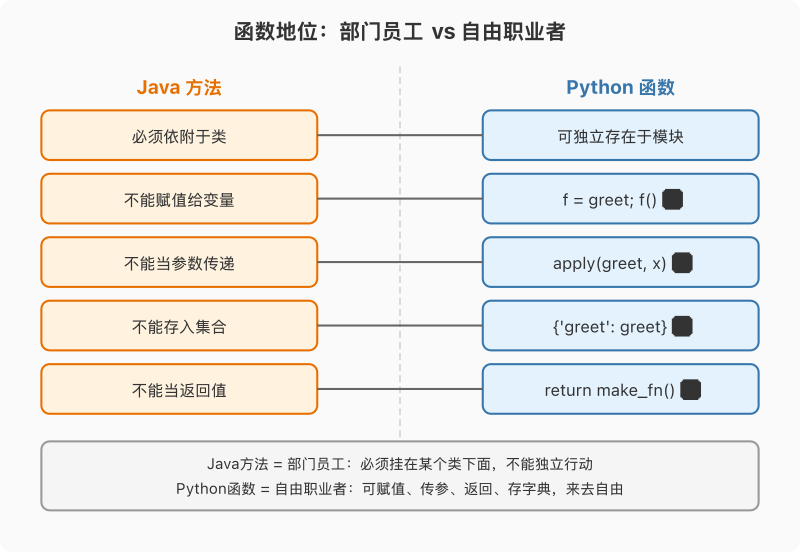 函数地位：部门员工 vs 自由职业者
Java 方法
Python 函数
必须依附于类
可独立存在于模块
不能赋值给变量
f = greet; f()
不能当参数传递
apply(greet, x)
不能存入集合
{'greet': greet}
不能当返回值
return make_fn()
Java方法 = 部门员工：必须挂在某个类下面，不能独立行动
Python函数 = 自由职业者：可赋值、传参、返回、存字典，来去自由